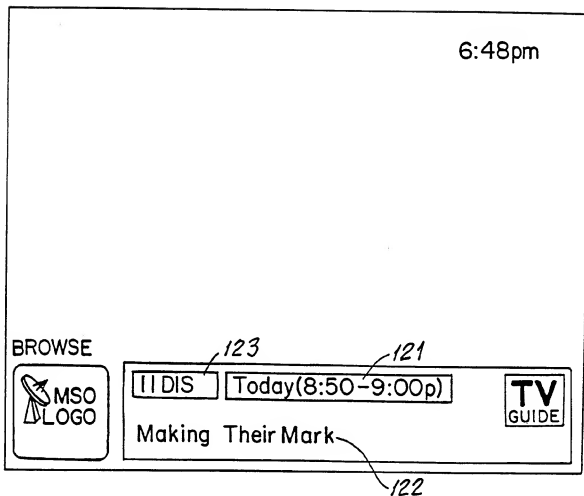 6:48pm
BROWSE
123
121
MSO
LOGO
11 DIS
Today(8:50-9:00p)
TV
GUIDE
Making Their Mark
122